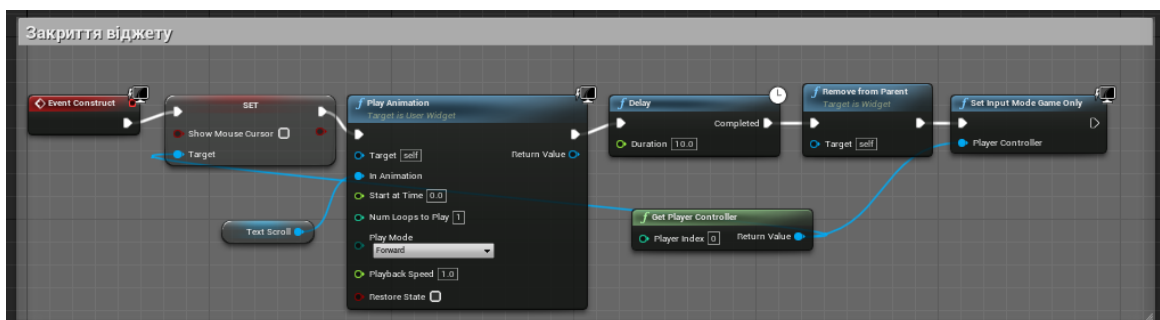 Закриття віджету
Event Construct
SET
Show Mouse Cursor
Target
Text Scroll
Play Animation
Target is User Widget
Target self
Return Value
In Animation
Start at Time 0.0
Num Loops to Play 1
Play Mode
Forward
Playback Speed 1.0
Restore State
Delay
Completed
Duration 10.0
Remove from Parent
Target is Widget
Target self
Set Input Mode Game Only
Player Controller
Get Player Controller
Player Index 0
Return Value